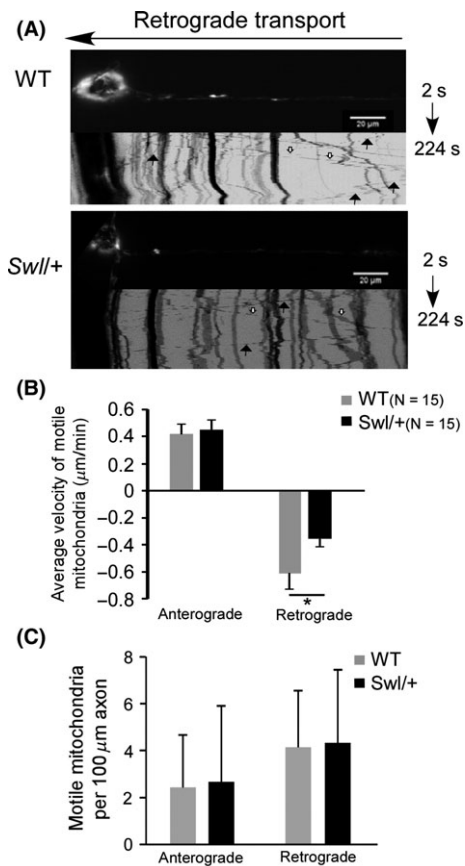 (A)
Retrograde transport
WT
2 s
20 µm
224 s
Swl/+
2 s
20 µm
224 s
(B)
WT(N = 15)
Swl/+(N = 15)
Average velocity of motile
mitochondria (µm/min)
0.6
0.4
0.2
0
–0.2
–0.4
–0.6
–0.8
*
Anterograde
Retrograde
(C)
WT
Swl/+
Motile mitochondria
per 100 µm axon
8
6
4
2
0
Anterograde
Retrograde